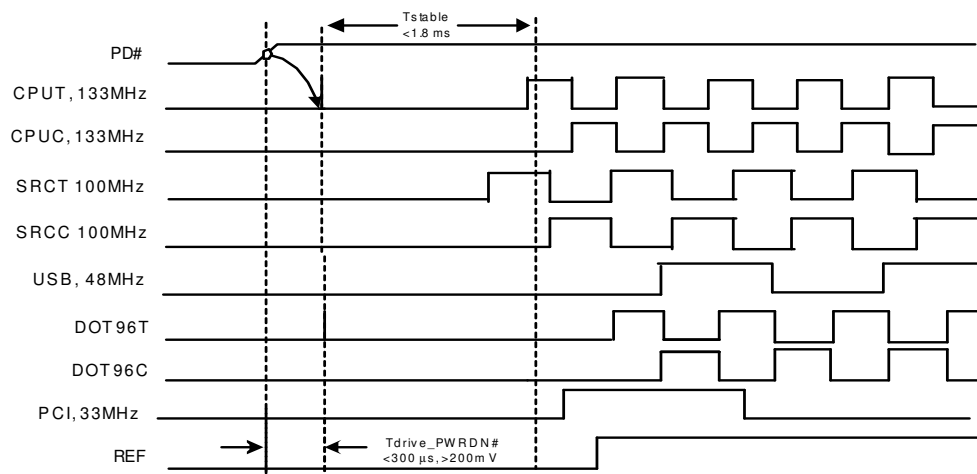 Tstable
<1.8 ms
PD#
CPUT, 133MHz
CPUC, 133MHz
SRCT 100MHz
SRCC 100MHz
USB, 48MHz
DOT96T
DOT96C
PCI, 33MHz
Tdrive_PWRDN#
<300 µs, >200mV
REF